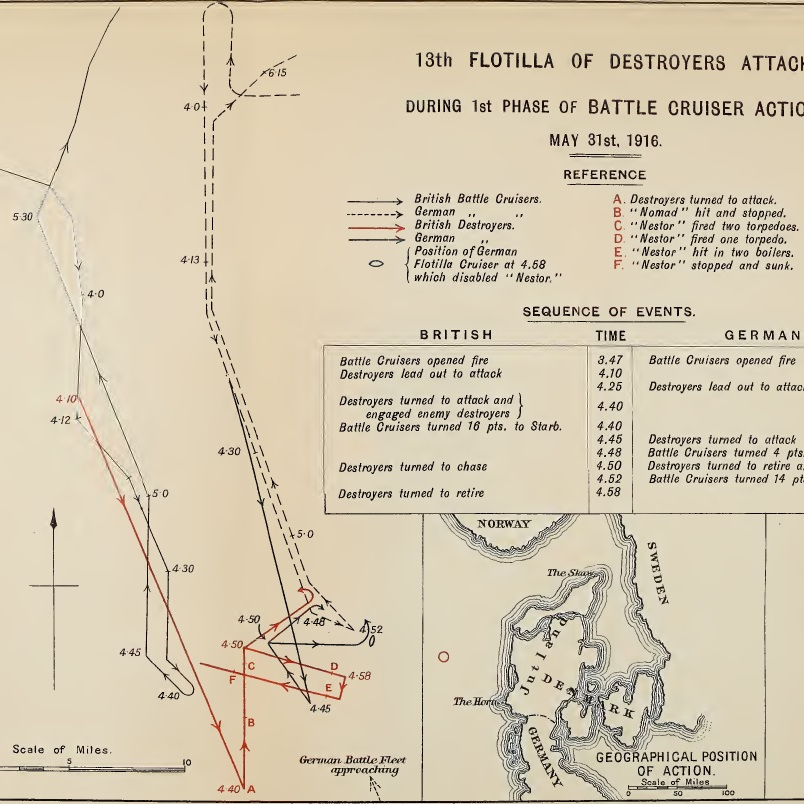 13th FLOTILLA OF DESTROYERS ATTACK
DURING 1st PHASE OF BATTLE CRUISER ACTIO
MAY 31st, 1916.
REFERENCE
British Battle Cruisers.
German „ „
British Destroyers.
German „
Position of German
Flotilla Cruiser at 4.58
which disabled "Nestor."
A. Destroyers turned to attack.
B. "Nomad" hit and stopped.
C. "Nestor" fired two torpedoes.
D. "Nestor" fired one torpedo.
E. "Nestor" hit in two boilers.
F. "Nestor" stopped and sunk.
SEQUENCE OF EVENTS.
BRITISH TIME GERMAN
Battle Cruisers opened fire 3.47 Battle Cruisers opened fire
Destroyers lead out to attack 4.10
4.25 Destroyers lead out to attac
Destroyers turned to attack and
engaged enemy destroyers } 4.40
Battle Cruisers turned 16 pts. to Starb. 4.40
4.45 Destroyers turned to attack
4.48 Battle Cruisers turned 4 pts.
Destroyers turned to chase 4.50 Destroyers turned to retire a
4.52 Battle Cruisers turned 14 pt
Destroyers turned to retire 4.58
6·15
4·0
4·13
5·30
4·0
4·10
4·12
4·30
5·0
5·0
4·30
4·50
4·48
4·52
4·50
4·45
C
D
4·58
F
E
4·45
4·40
B
4·40 A
Scale of Miles.
5 10
German Battle Fleet
approaching
NORWAY
SWEDEN
The Skaw
Jutland
DENMARK
The Horn
GERMANY
GEOGRAPHICAL POSITION
OF ACTION.
Scale of Miles
0 50 100